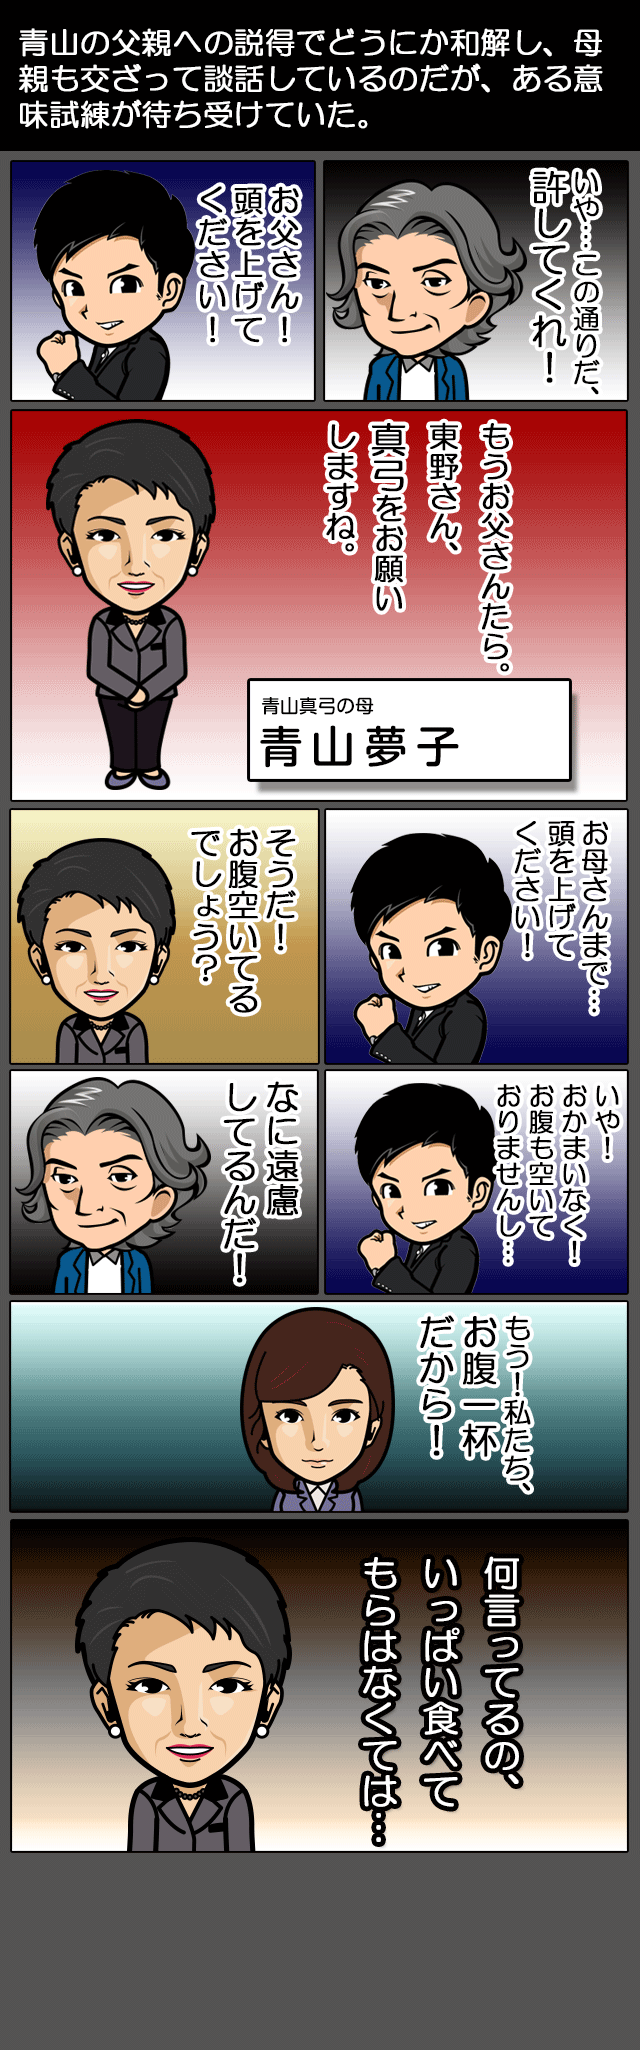 青山の父親への説得でどうにか和解し、母
親も交ざって談話しているのだが、ある意
味試練が待ち受けていた。
いや…この通りだ、
許してくれ！
お父さん！
頭を上げて
ください！
もうお父さんたら。
東野さん、
真弓をお願い
しますね。
青山真弓の母
青山夢子
お母さんまで…
頭を上げて
ください！
そうだ！
お腹空いてる
でしょう？
いや！
おかまいなく！
お腹も空いて
おりませんし…
なに遠慮
してるんだ！
もう！私たち、
お腹一杯
だから！
何言ってるの、
いっぱい食べて
もらはなくては…